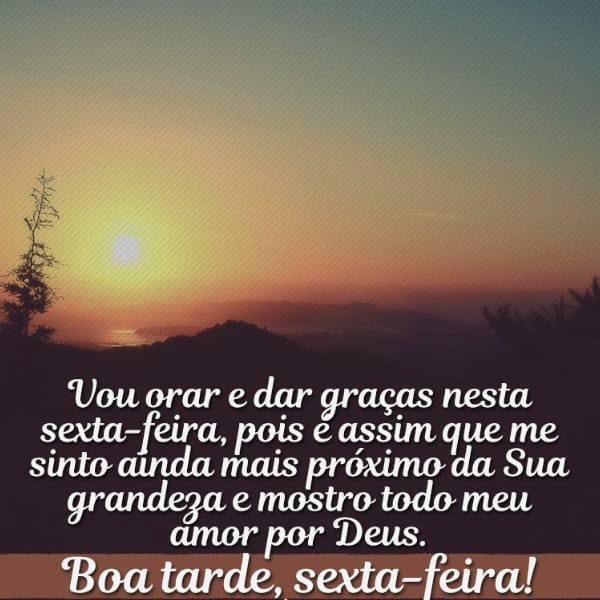 Vou orar e dar graças nesta
sexta-feira, pois é assim que me
sinto ainda mais próximo da Sua
grandeza e mostro todo meu
amor por Deus.
Boa tarde, sexta-feira!